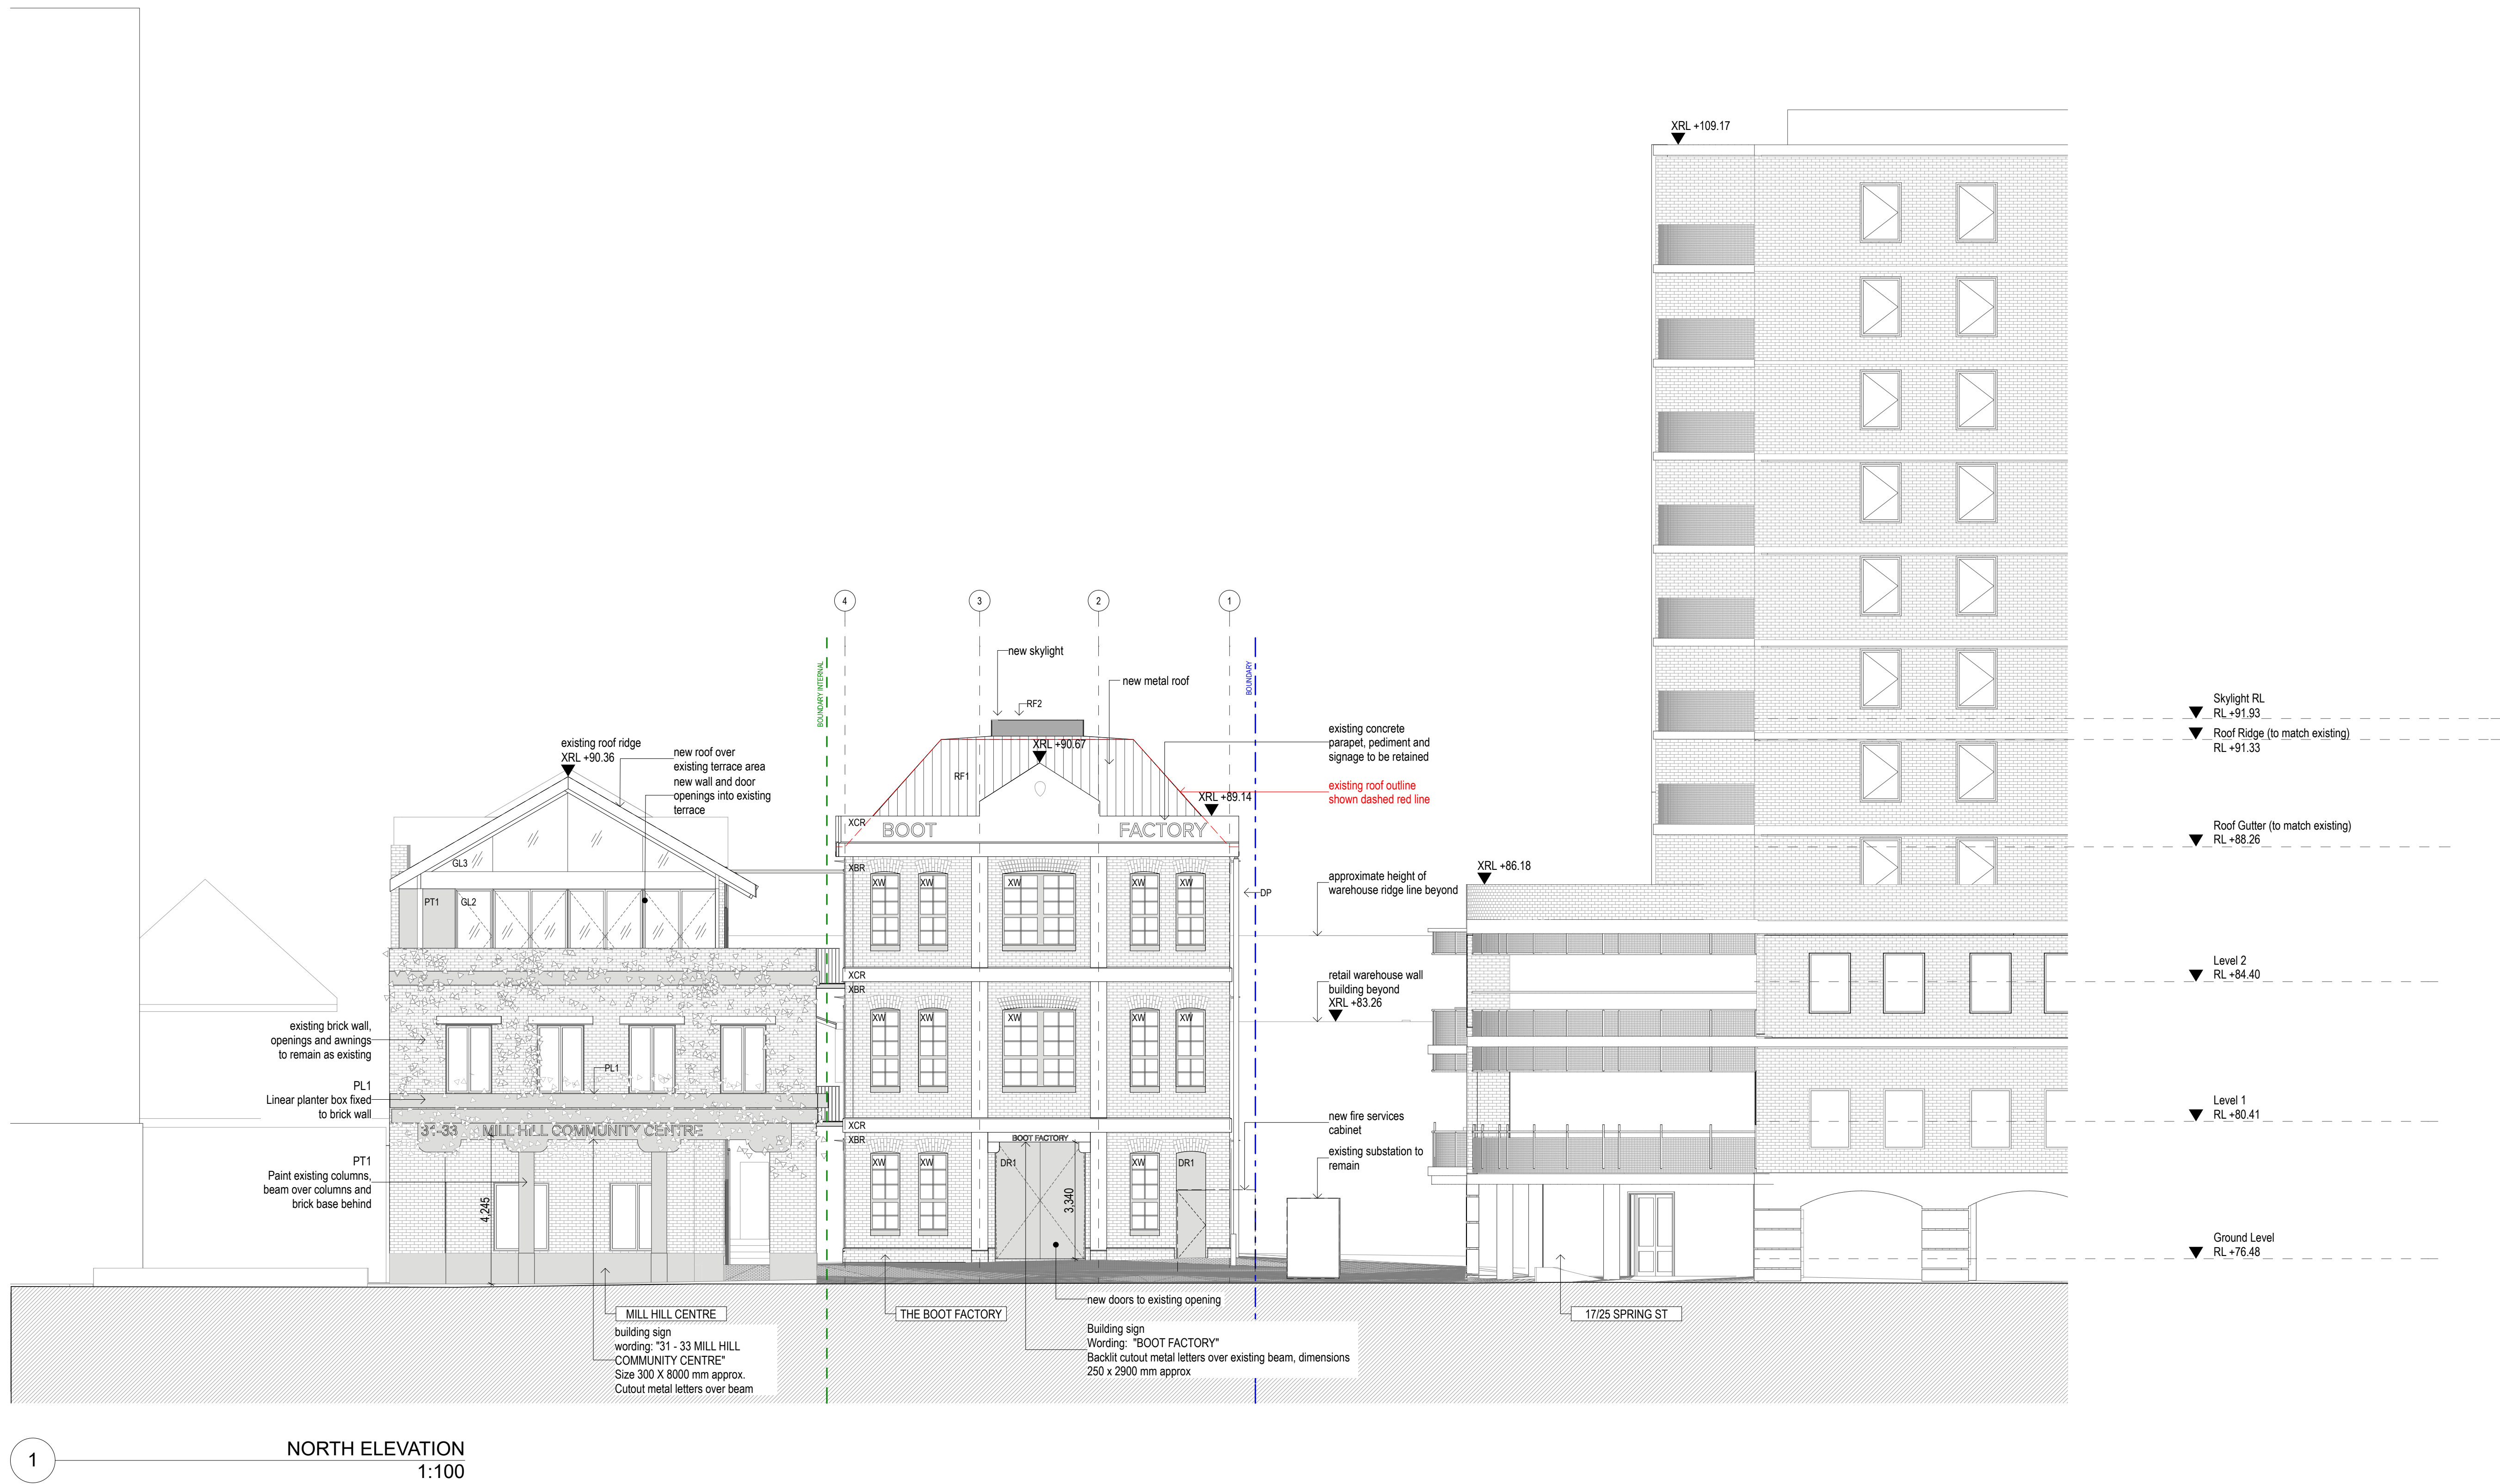 XRL +109.17
4
3
2
1
BOUNDARY INTERNAL
BOUNDARY
new skylight
new metal roof
RF2
Skylight RL
RL +91.93
Roof Ridge (to match existing)
RL +91.33
existing roof ridge
XRL +90.36
new roof over
existing terrace area
new wall and door
openings into existing
terrace
XRL +90.67
RF1
existing concrete
parapet, pediment and
signage to be retained
existing roof outline
shown dashed red line
XRL +89.14
XCR
BOOT
FACTORY
Roof Gutter (to match existing)
RL +88.26
GL3
XBR
XW
XW
XW
XW
XW
DP
approximate height of
warehouse ridge line beyond
XRL +86.18
PT1
GL2
XCR
XBR
retail warehouse wall
building beyond
XRL +83.26
Level 2
RL +84.40
XW
XW
XW
XW
XW
existing brick wall,
openings and awnings
to remain as existing
PL1
PL1
Linear planter box fixed
to brick wall
Level 1
RL +80.41
31-33 MILL HILL COMMUNITY CENTRE
XCR
XBR
BOOT FACTORY
new fire services
cabinet
existing substation to
remain
XW
XW
DR1
XW
DR1
PT1
Paint existing columns,
beam over columns and
brick base behind
4,245
3,340
Ground Level
RL +76.48
new doors to existing opening
MILL HILL CENTRE
THE BOOT FACTORY
17/25 SPRING ST
building sign
wording: "31 - 33 MILL HILL
COMMUNITY CENTRE"
Size 300 X 8000 mm approx.
Cutout metal letters over beam
Building sign
Wording: "BOOT FACTORY"
Backlit cutout metal letters over existing beam, dimensions
250 x 2900 mm approx
1
NORTH ELEVATION
1:100